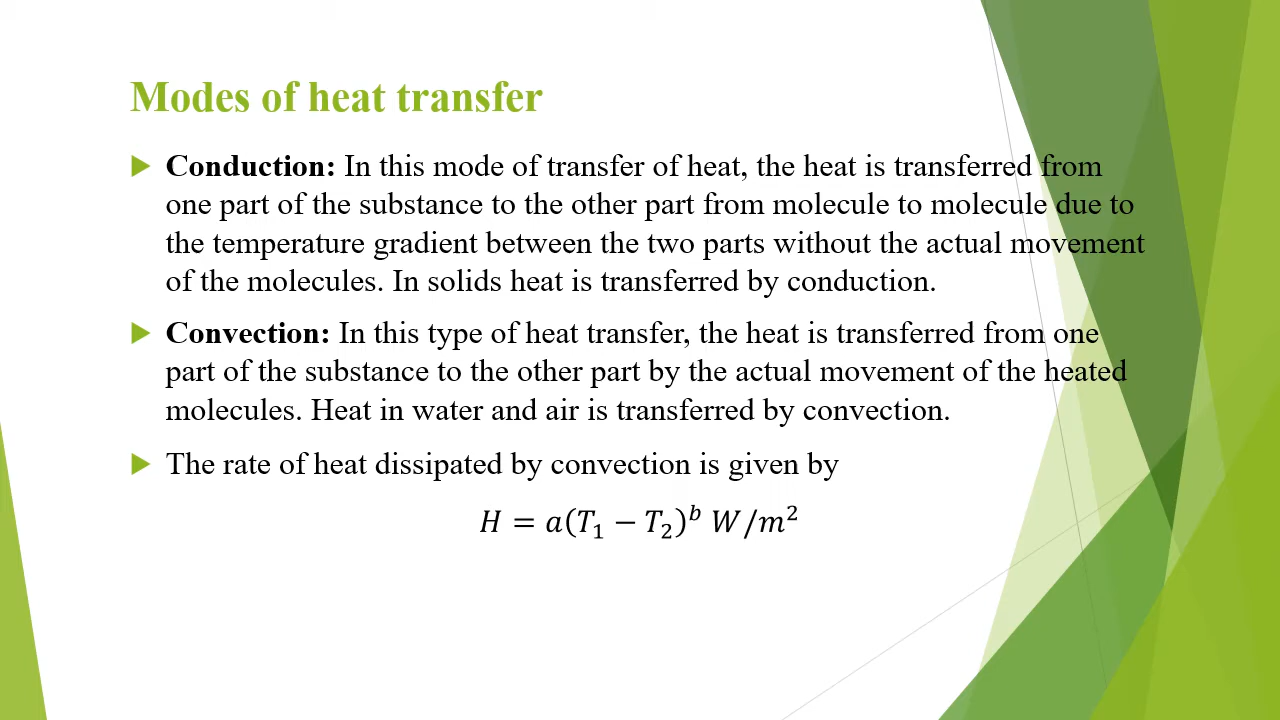 Modes of heat transfer
Conduction: In this mode of transfer of heat, the heat is transferred from
one part of the substance to the other part from molecule to molecule due to
the temperature gradient between the two parts without the actual movement
of the molecules. In solids heat is transferred by conduction.
Convection: In this type of heat transfer, the heat is transferred from one
part of the substance to the other part by the actual movement of the heated
molecules. Heat in water and air is transferred by convection.
The rate of heat dissipated by convection is given by
𝐻 = 𝑎(𝑇₁ − 𝑇₂)ᵇ 𝑊/𝑚²